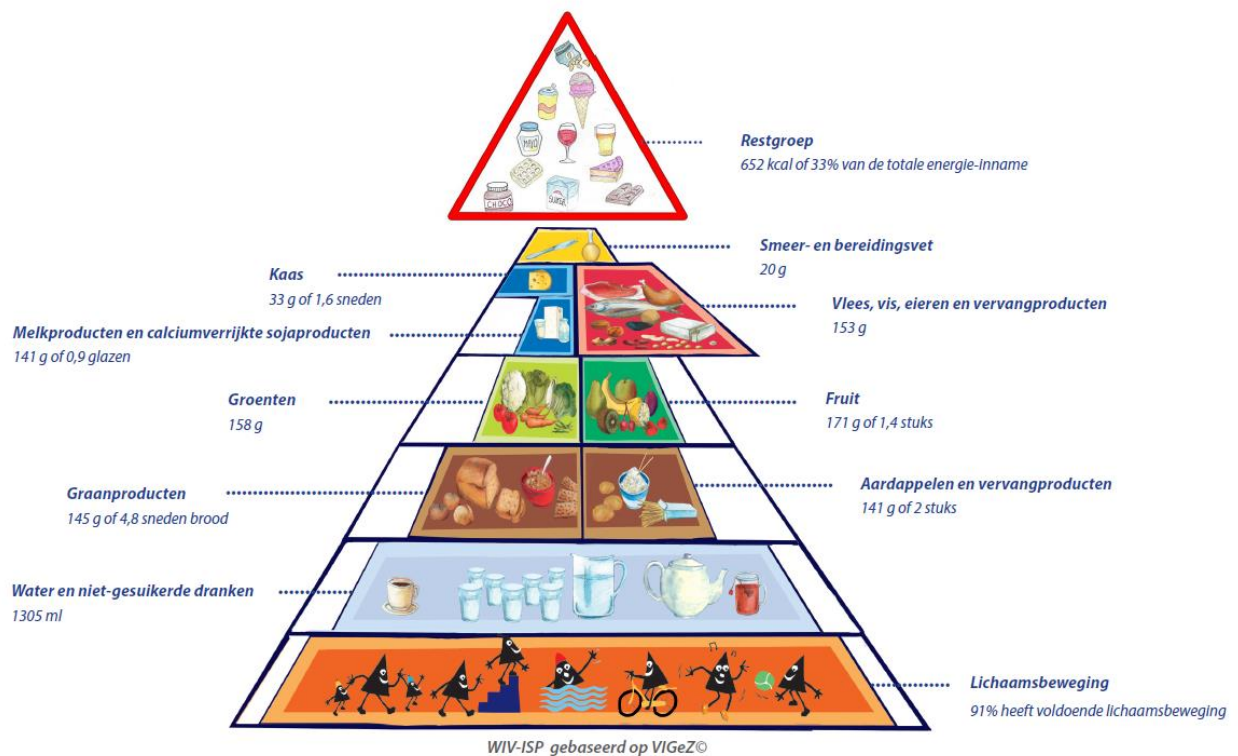 MAYO
CHOCO
SUIKER
Restgroep
652 kcal of 33% van de totale energie-inname
Smeer- en bereidingsvet
20 g
Kaas
33 g of 1,6 sneden
Vlees, vis, eieren en vervangproducten
153 g
Melkproducten en calciumverrijkte sojaproducten
141 g of 0,9 glazen
Groenten
158 g
Fruit
171 g of 1,4 stuks
Graanproducten
145 g of 4,8 sneden brood
Aardappelen en vervangproducten
141 g of 2 stuks
Water en niet-gesuikerde dranken
1305 ml
Lichaamsbeweging
91% heeft voldoende lichaamsbeweging
WIV-ISP gebaseerd op VIGeZ©